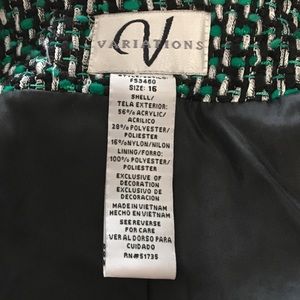 V
VARIATIONS
F53460
SIZE: 16
SHELL/
TELA EXTERIOR:
56%ACRYLIC/
ACRILICO
28%POLYESTER/
POLIESTER
16%NYLON/NILON
LINING/FORRO:
100%POLYESTER/
POLIESTER
EXCLUSIVE OF
DECORATION
EXCLUSIVO DE
DECORACION
MADE IN VIETNAM
HECHO EN VIETNAM
SEE REVERSE
FOR CARE
VER AL DORSO PARA
CUIDADO
RN#51735